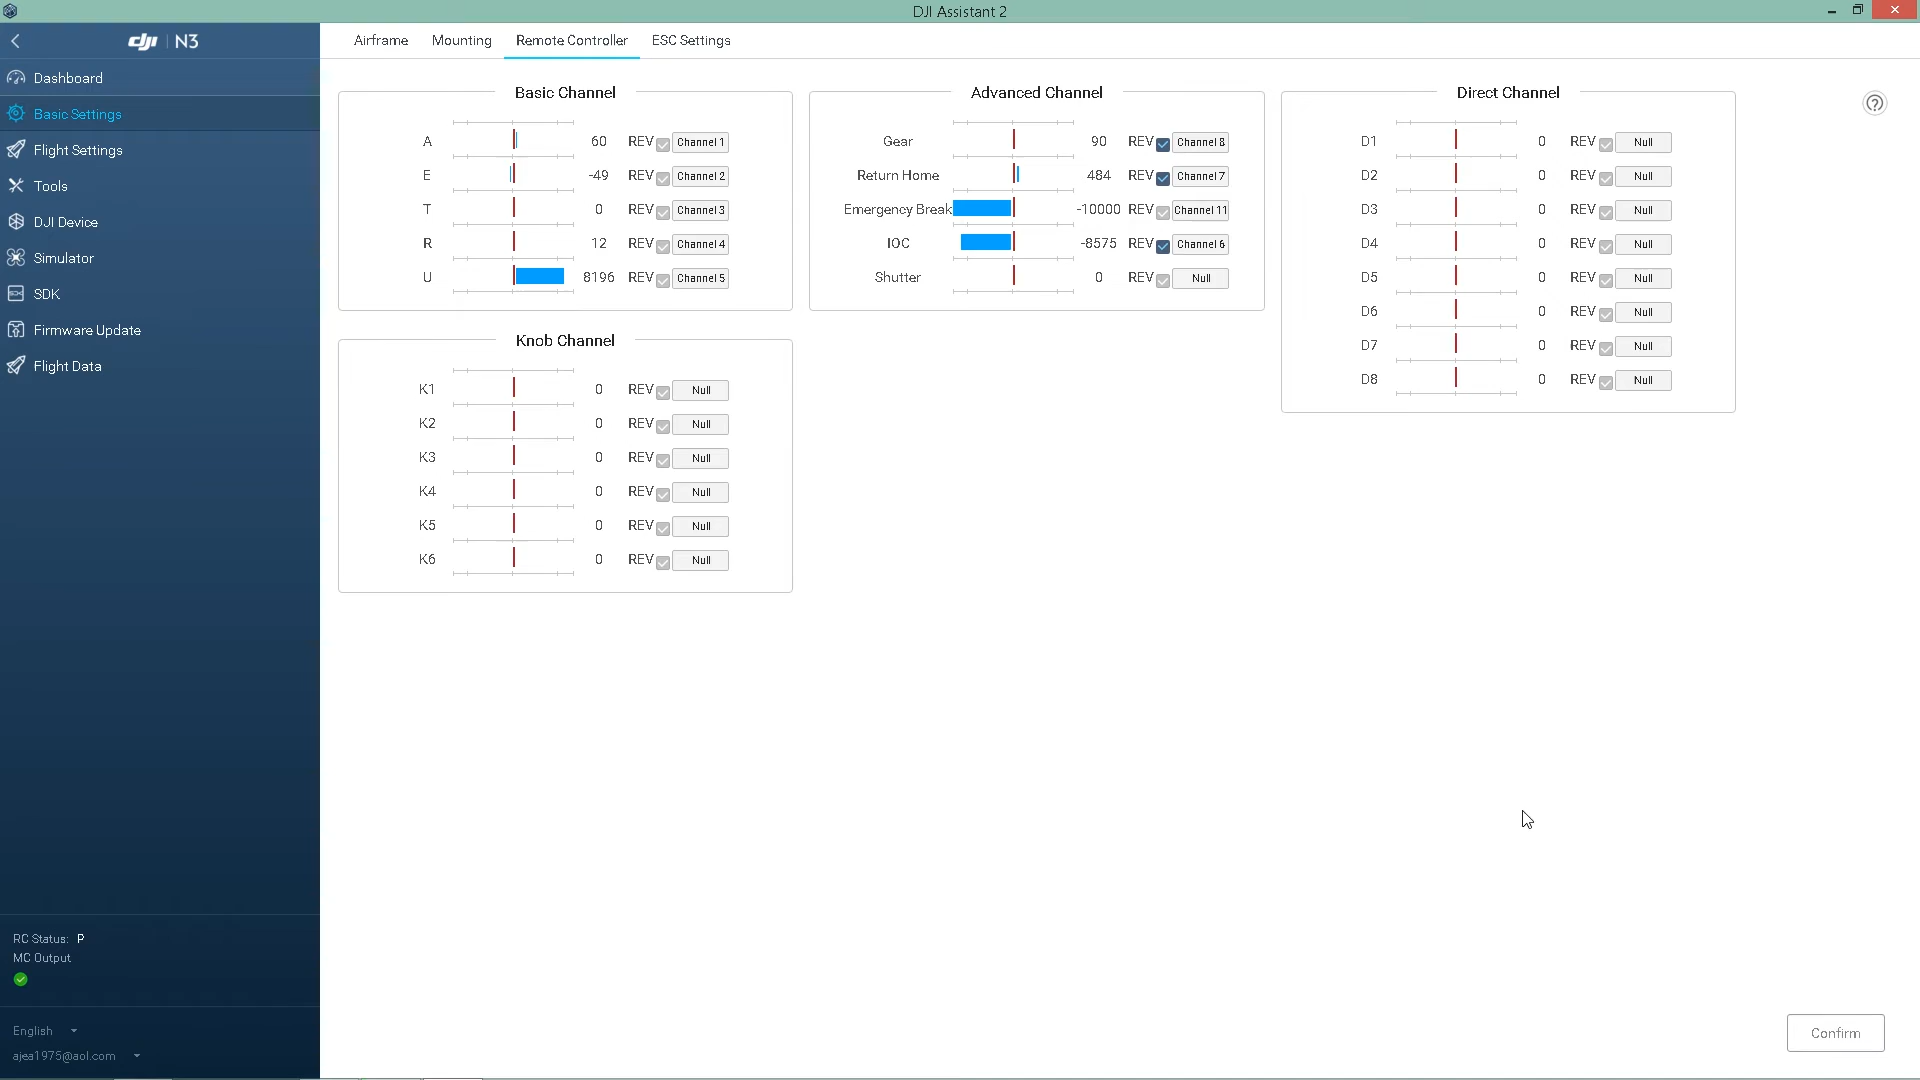 DJI Assistant 2
dji N3
Airframe Mounting Remote Controller ESC Settings
Dashboard
Basic Settings
Flight Settings
Tools
DJI Device
Simulator
SDK
Firmware Update
Flight Data
RC Status: P
MC Output
English
ajea1975@aol.com
Basic Channel
A 60 REV Channel 1
E -49 REV Channel 2
T 0 REV Channel 3
R 12 REV Channel 4
U 8196 REV Channel 5
Knob Channel
K1 0 REV Null
K2 0 REV Null
K3 0 REV Null
K4 0 REV Null
K5 0 REV Null
K6 0 REV Null
Advanced Channel
Gear 90 REV Channel 8
Return Home 484 REV Channel 7
Emergency Break -10000 REV Channel 11
IOC -8575 REV Channel 6
Shutter 0 REV Null
Direct Channel
D1 0 REV Null
D2 0 REV Null
D3 0 REV Null
D4 0 REV Null
D5 0 REV Null
D6 0 REV Null
D7 0 REV Null
D8 0 REV Null
?
Confirm